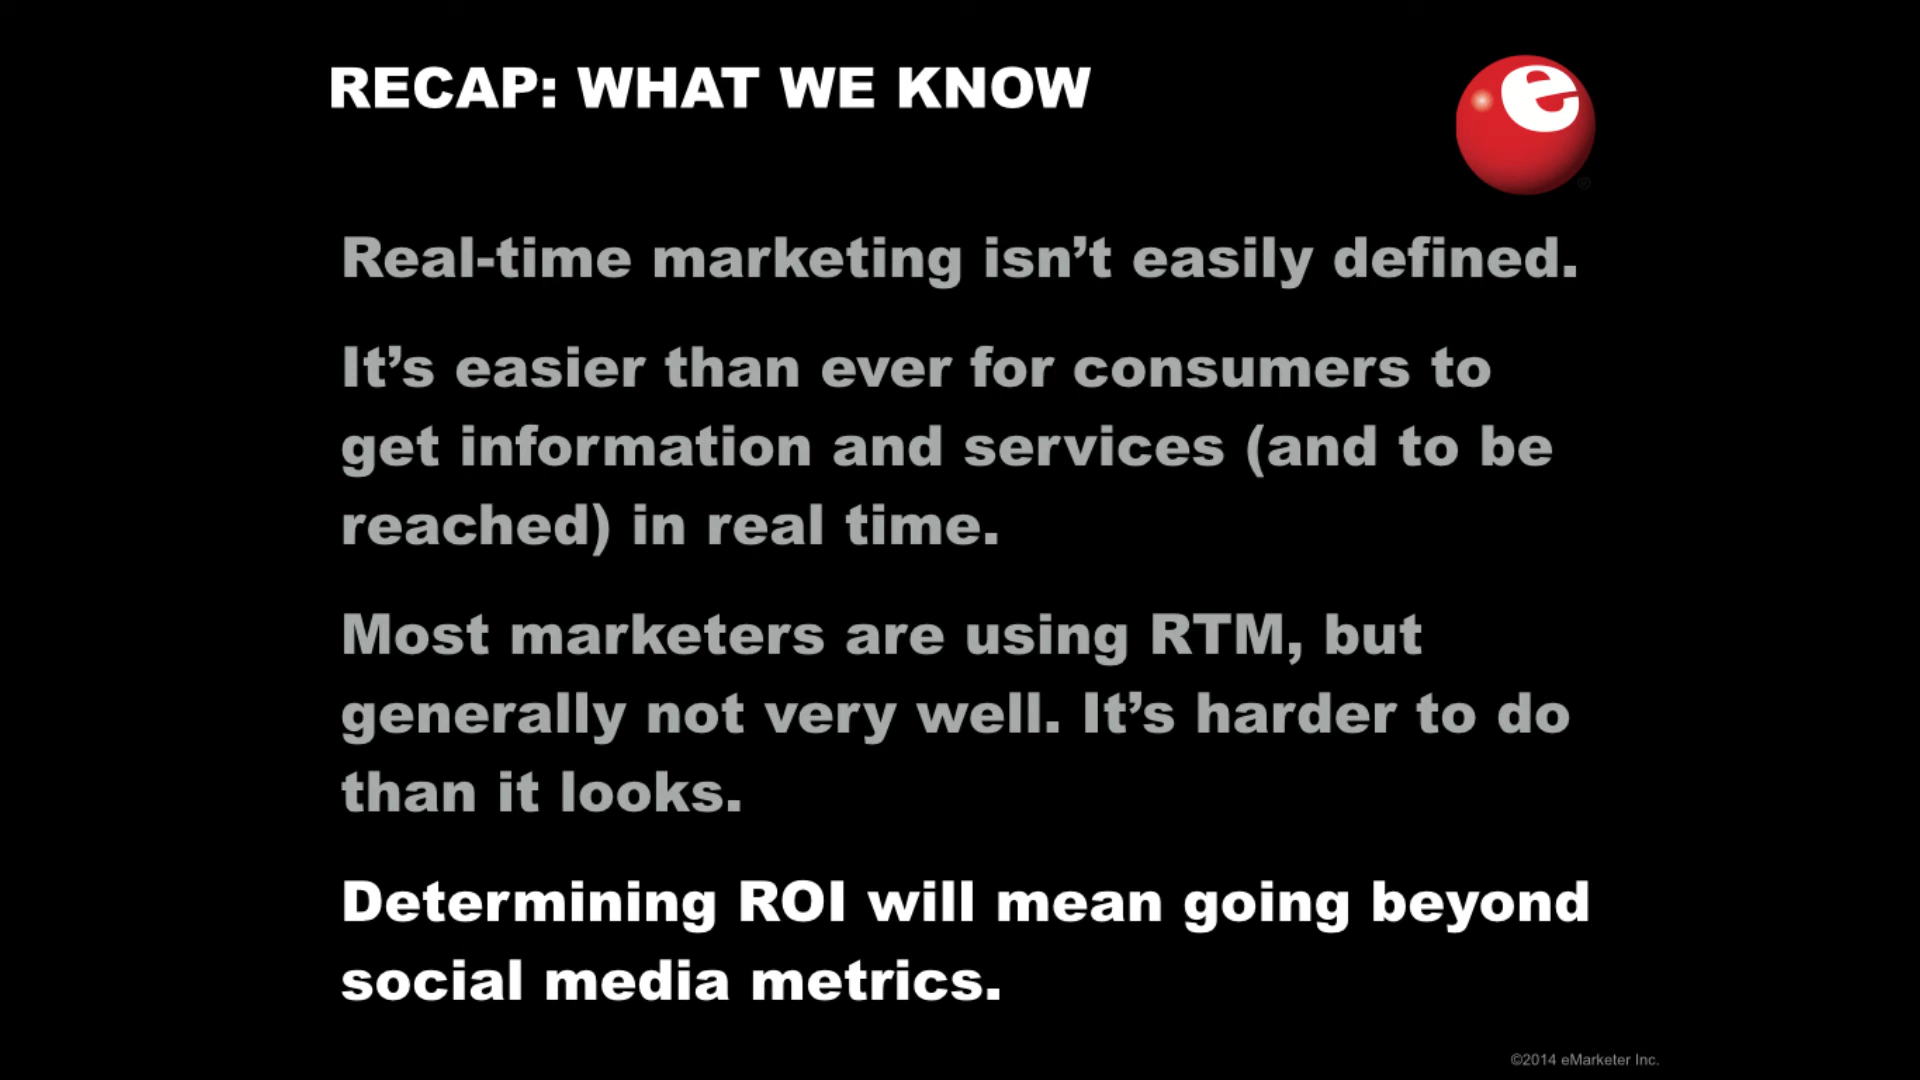 RECAP: WHAT WE KNOW
e
®
Real-time marketing isn’t easily defined.
It’s easier than ever for consumers to
get information and services (and to be
reached) in real time.
Most marketers are using RTM, but
generally not very well. It’s harder to do
than it looks.
Determining ROI will mean going beyond
social media metrics.
©2014 eMarketer Inc.